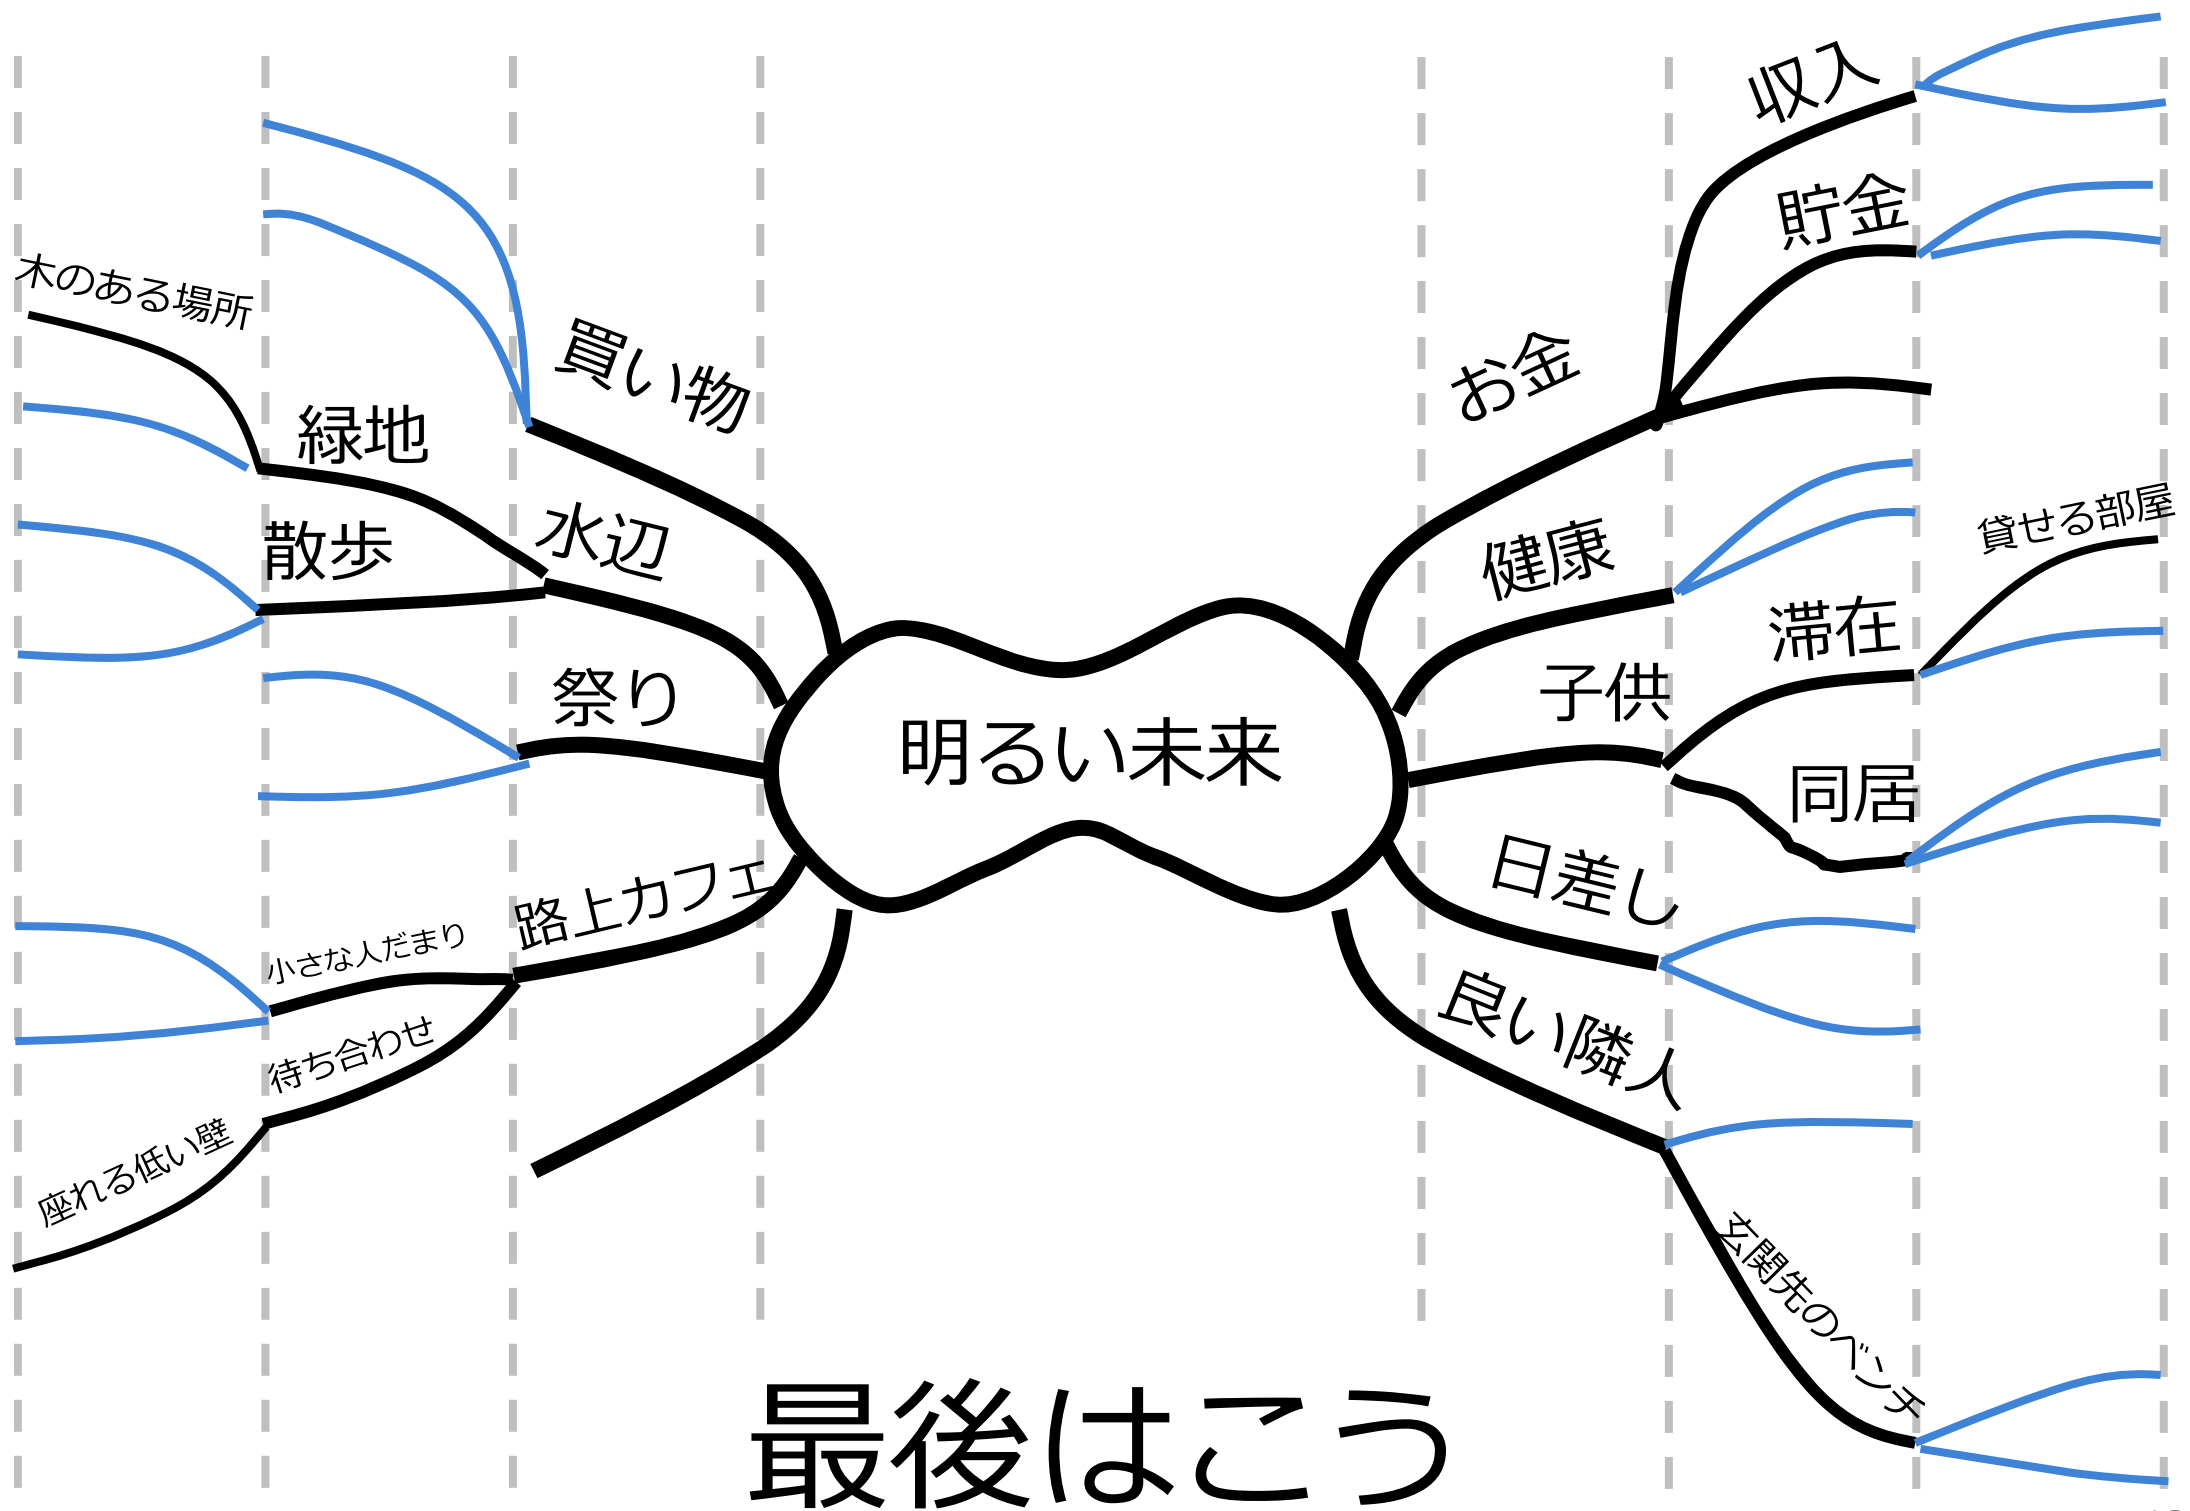 明るい未来
買い物
水辺
緑地
木のある場所
散歩
祭り
路上カフェ
小さな人だまり
待ち合わせ
座れる低い壁
お金
収入
貯金
健康
子供
滞在
貸せる部屋
同居
日差し
良い隣人
玄関先のベンチ
最後はこう